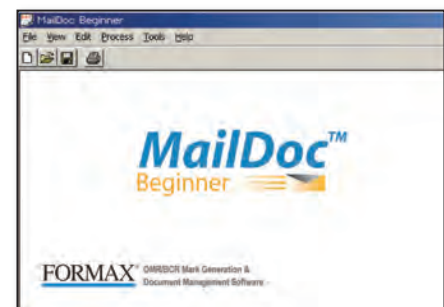 MailDoc Beginner
File View Edit Process Tools Help
MailDoc™
Beginner
FORMAX® OMR/BCR Mark Generation &
Document Management Software